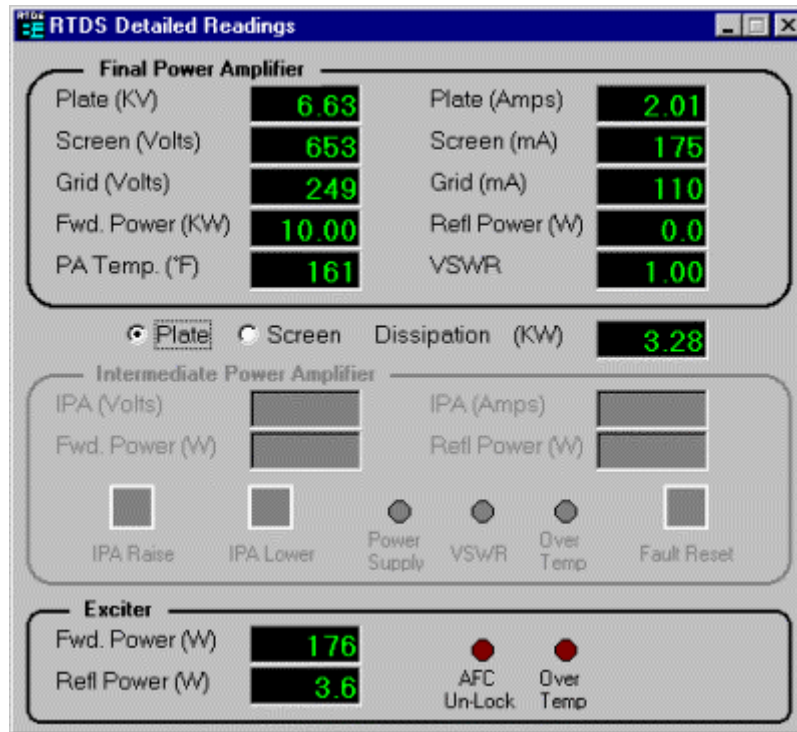 RTDS
RTDS Detailed Readings
Final Power Amplifier
Plate (KV) 6.63 Plate (Amps) 2.01
Screen (Volts) 653 Screen (mA) 175
Grid (Volts) 249 Grid (mA) 110
Fwd. Power (KW) 10.00 Refl Power (W) 0.0
PA Temp. (°F) 161 VSWR 1.00
Plate Screen Dissipation (KW) 3.28
Intermediate Power Amplifier
IPA (Volts) IPA (Amps)
Fwd. Power (W) Refl Power (W)
IPA Raise IPA Lower Power Supply VSWR Over Temp Fault Reset
Exciter
Fwd. Power (W) 176
Refl Power (W) 3.6
AFC Un-Lock Over Temp